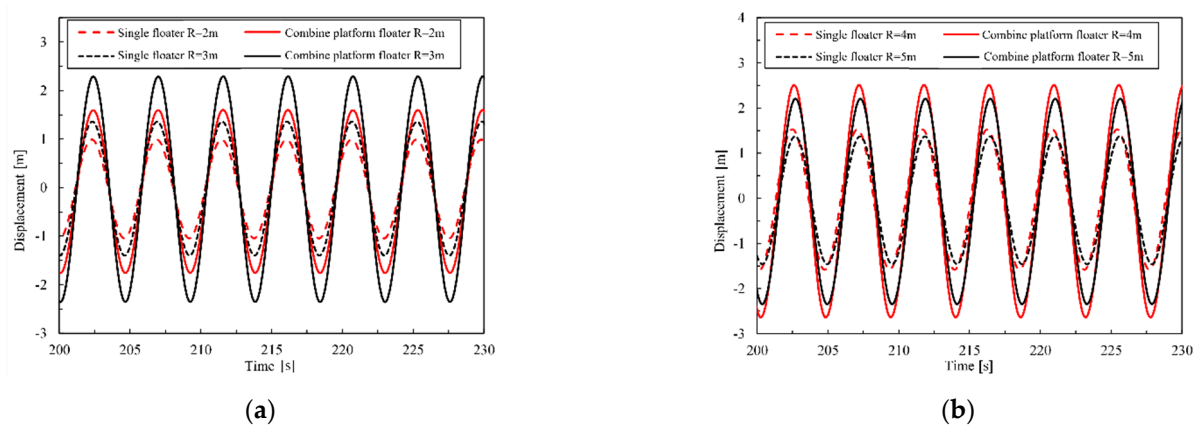 Single floater R=2m Combine platform floater R=2m
Single floater R=3m Combine platform floater R=3m
3
2
1
0
-1
-2
-3
Displacement [m]
200 205 210 215 220 225 230
Time [s]
(a)
Single floater R=4m Combine platform floater R=4m
Single floater R=5m Combine platform floater R=5m
4
3
2
1
0
-1
-2
-3
Displacement [m]
200 205 210 215 220 225 230
Time [s]
(b)